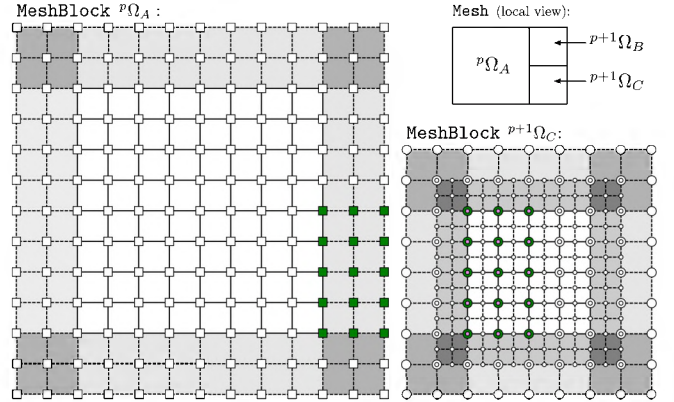 MeshBlock ᵖΩ_A :
Mesh (local view):
ᵖΩ_A
ᵖ⁺¹Ω_B
ᵖ⁺¹Ω_C
MeshBlock ᵖ⁺¹Ω_C: